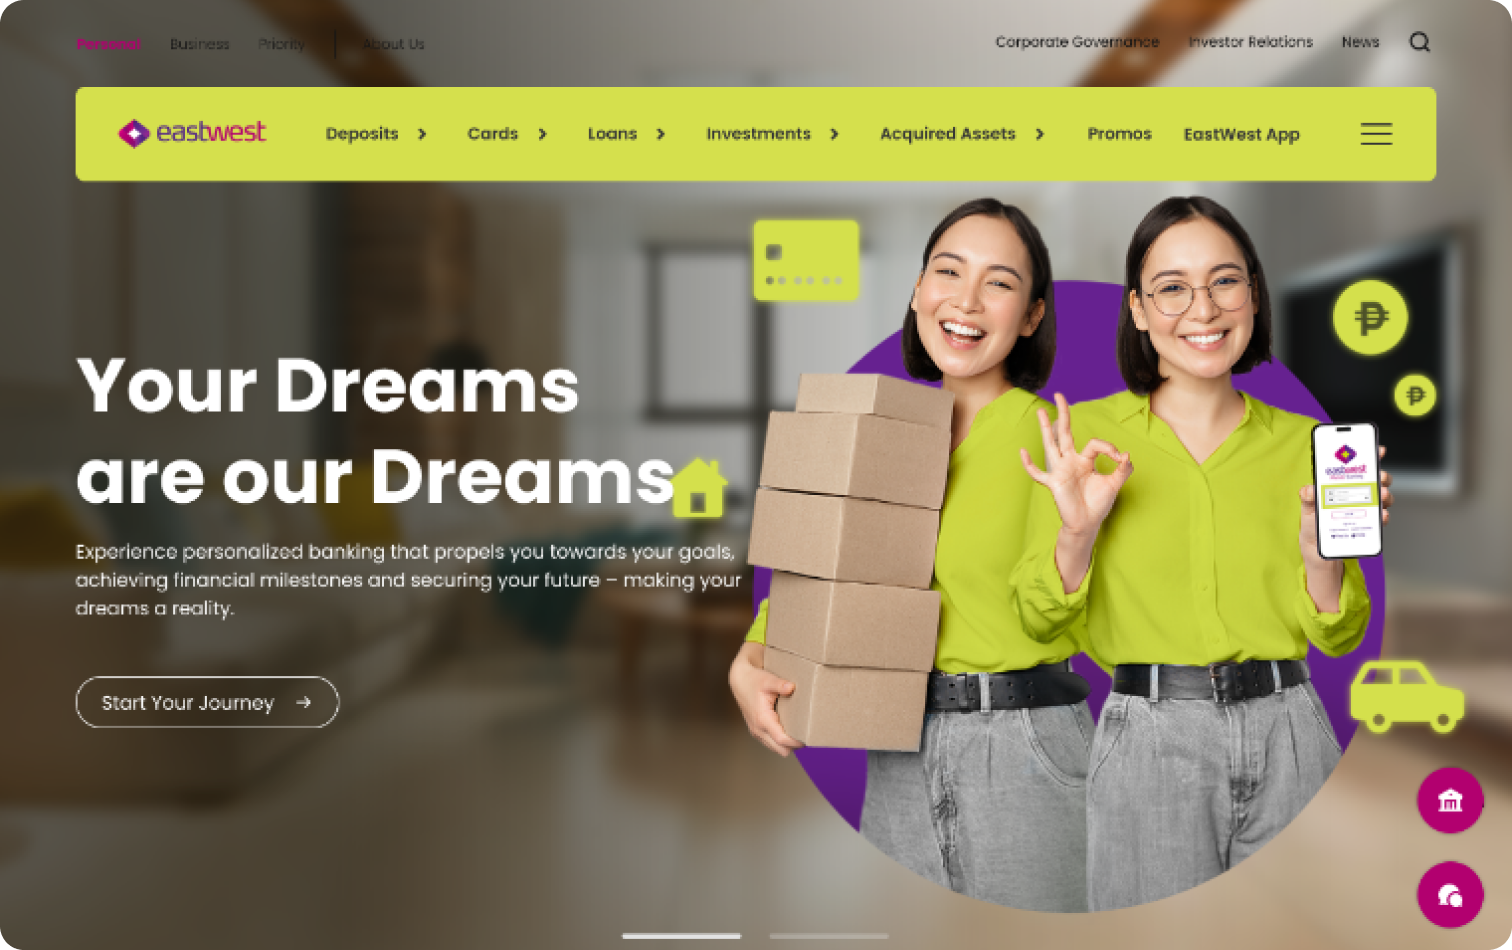 Personal Business Priority About Us
Corporate Governance Investor Relations News
eastwest Deposits Cards Loans Investments Acquired Assets Promos EastWest App
Your Dreams
are our Dreams
Experience personalized banking that propels you towards your goals,
achieving financial milestones and securing your future – making your
dreams a reality.
Start Your Journey →
₱
₱
eastwest